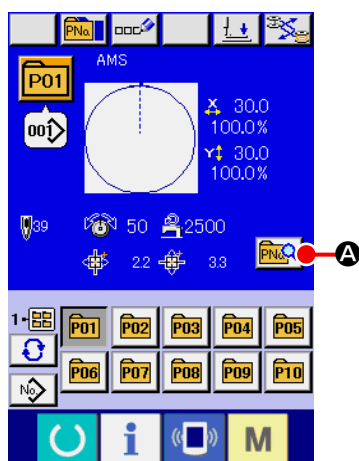 PNo.
AMS
P01
X 30.0
100.0%
001
Y 30.0
100.0%
39 50 2500
PNo. A
2.2 3.3
1- P01 P02 P03 P04 P05
No.
P06 P07 P08 P09 P10
i M